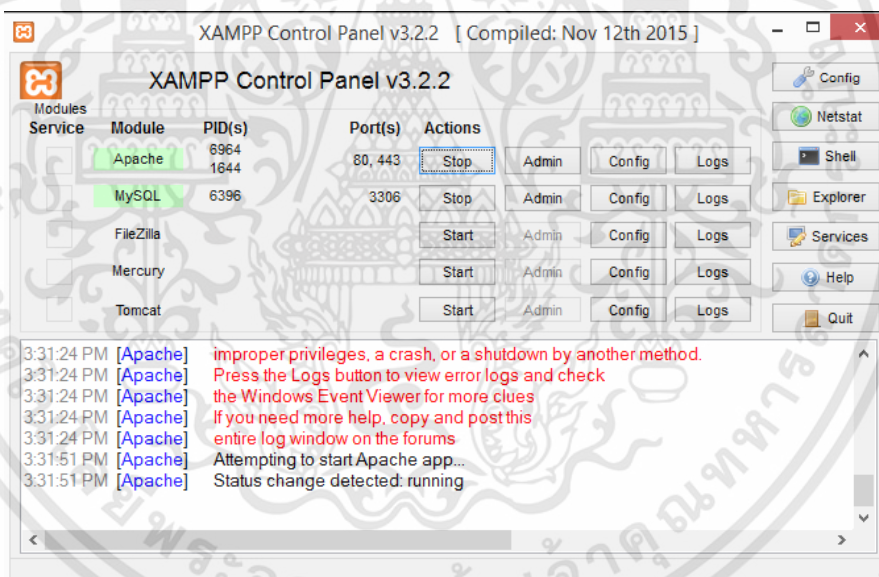 XAMPP Control Panel v3.2.2 [ Compiled: Nov 12th 2015 ]
XAMPP Control Panel v3.2.2
Config
Modules
Service Module PID(s) Port(s) Actions
Netstat
Apache 6964 1644 80, 443 Stop Admin Config Logs
Shell
MySQL 6396 3306 Stop Admin Config Logs
Explorer
FileZilla Start Admin Config Logs
Services
Mercury Start Admin Config Logs
Help
Tomcat Start Admin Config Logs
Quit
3:31:24 PM [Apache] improper privileges, a crash, or a shutdown by another method.
3:31:24 PM [Apache] Press the Logs button to view error logs and check
3:31:24 PM [Apache] the Windows Event Viewer for more clues
3:31:24 PM [Apache] If you need more help, copy and post this
3:31:24 PM [Apache] entire log window on the forums
3:31:51 PM [Apache] Attempting to start Apache app...
3:31:51 PM [Apache] Status change detected: running